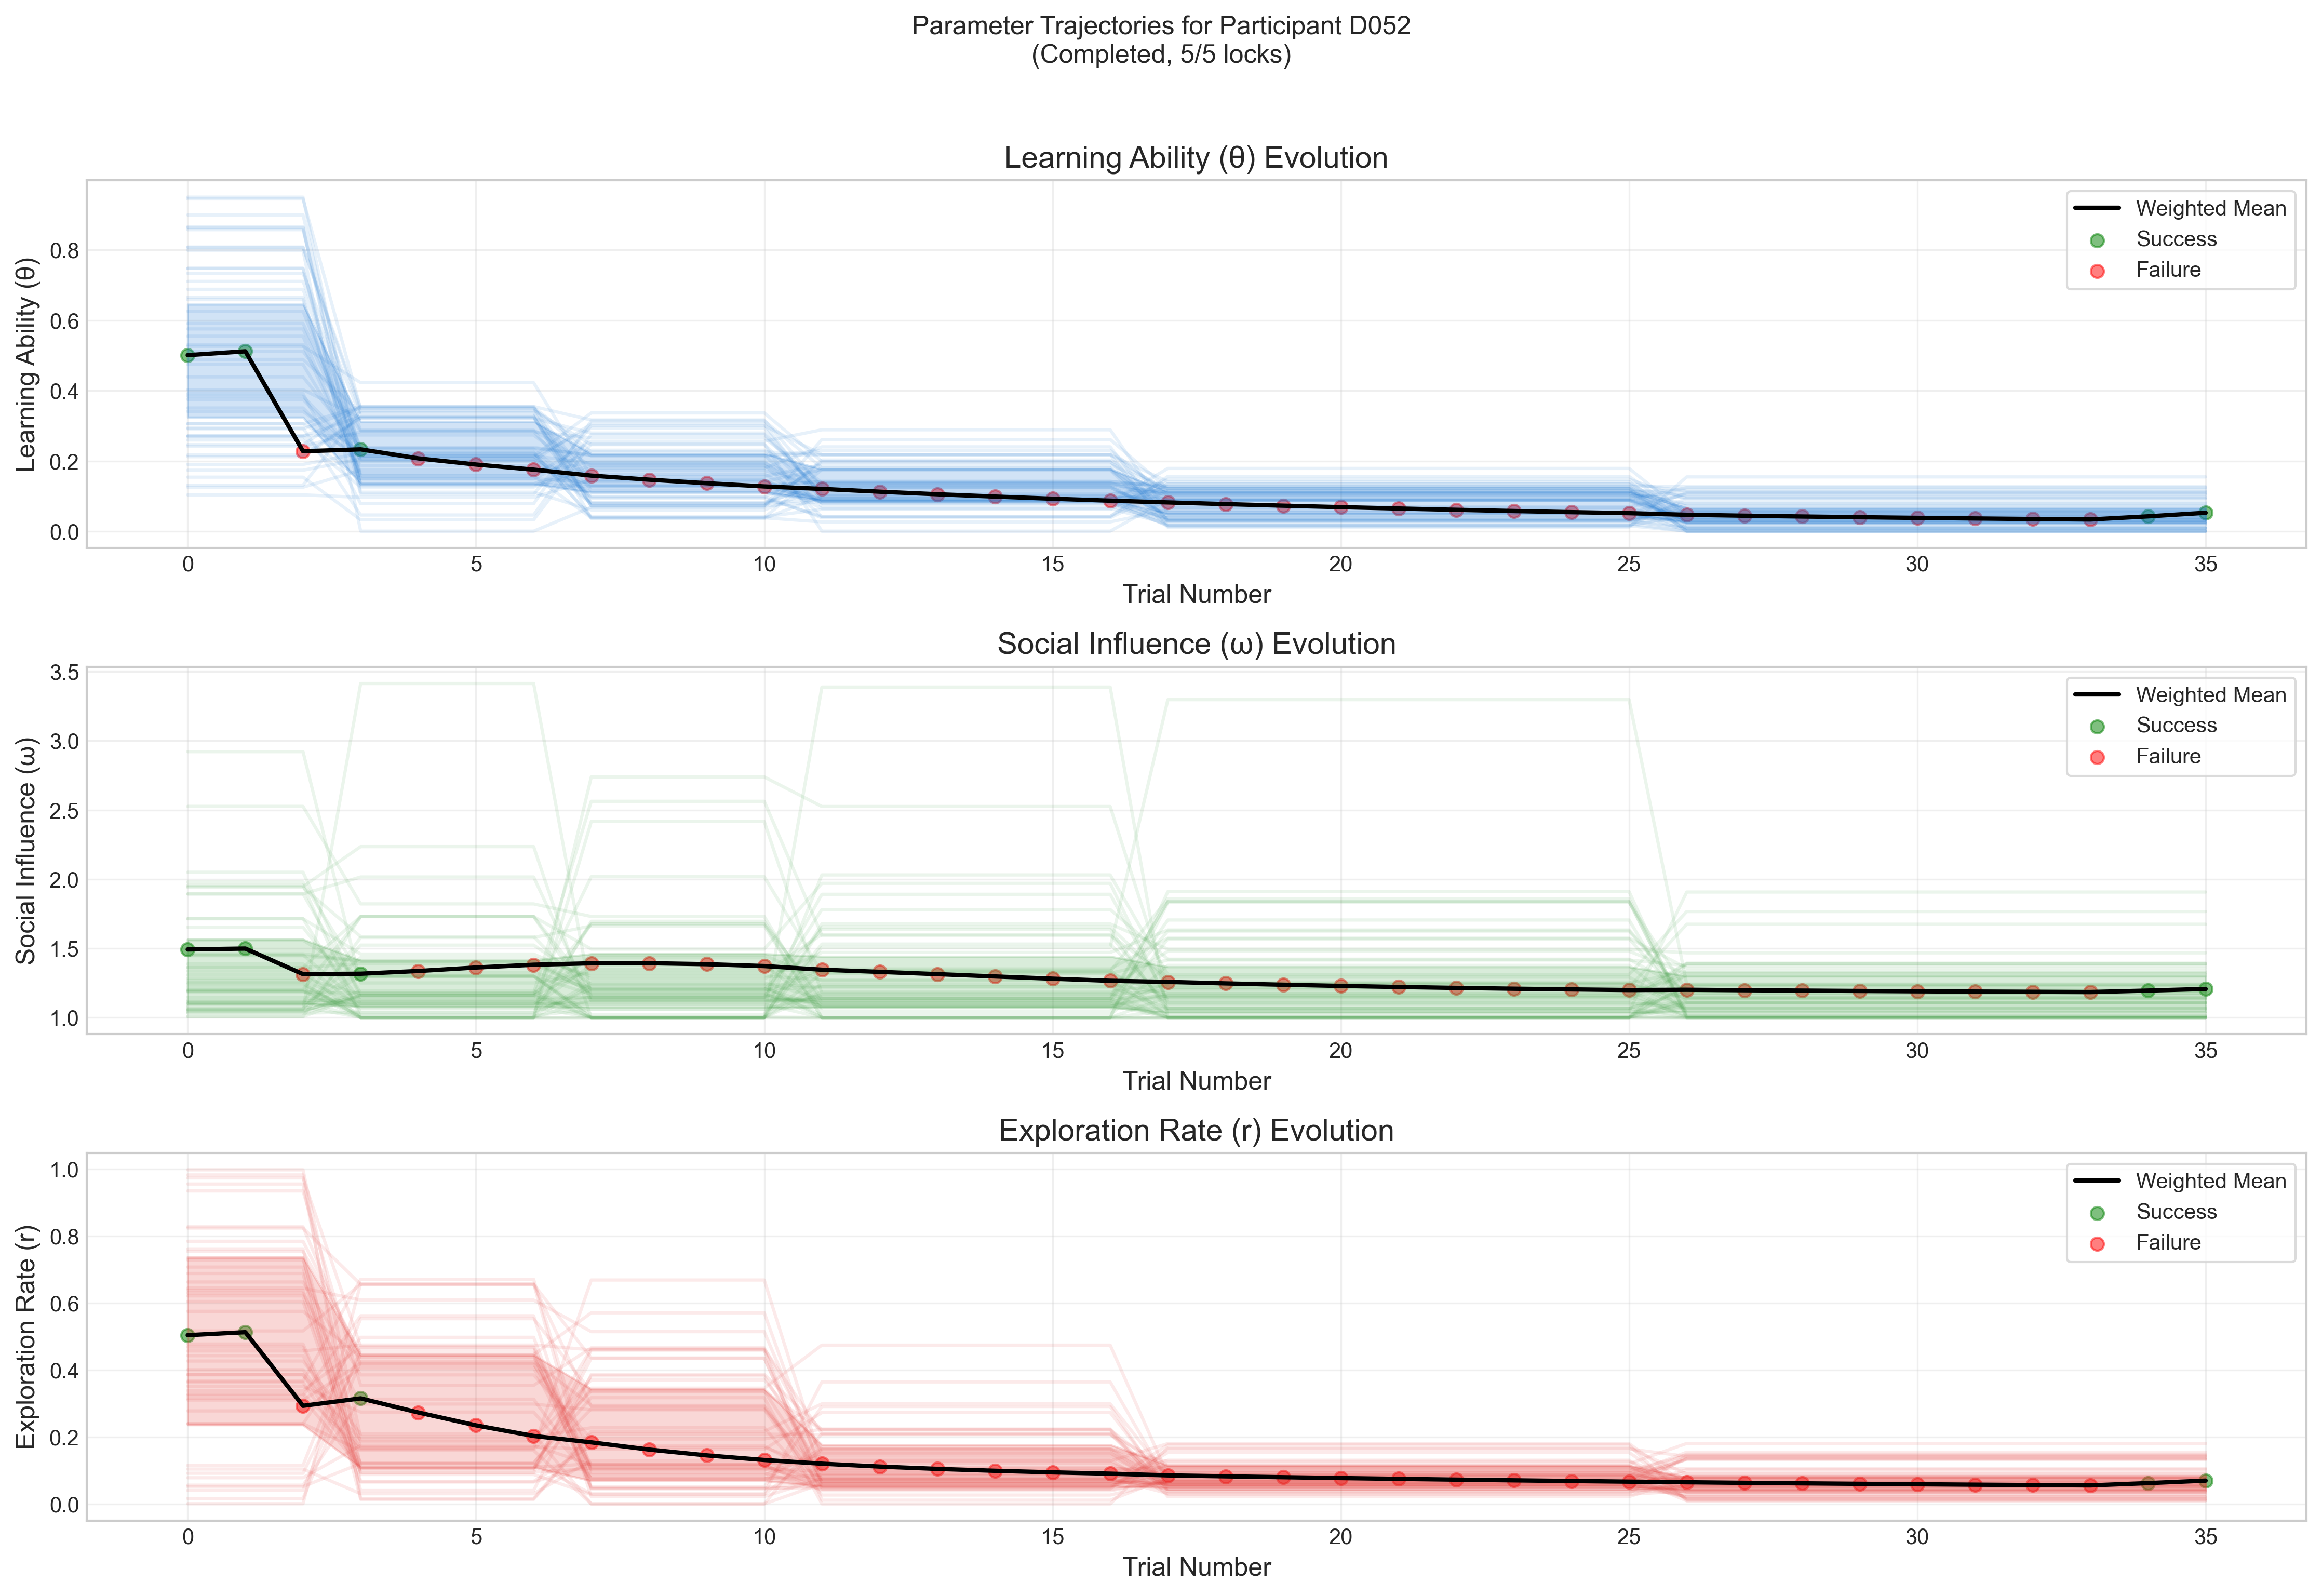 Parameter Trajectories for Participant D052
(Completed, 5/5 locks)
Learning Ability (θ) Evolution
Learning Ability (θ)
0.8
0.6
0.4
0.2
0.0
Weighted Mean
Success
Failure
0 5 10 15 20 25 30 35
Trial Number
Social Influence (ω) Evolution
Social Influence (ω)
3.5
3.0
2.5
2.0
1.5
1.0
Weighted Mean
Success
Failure
0 5 10 15 20 25 30 35
Trial Number
Exploration Rate (r) Evolution
Exploration Rate (r)
1.0
0.8
0.6
0.4
0.2
0.0
Weighted Mean
Success
Failure
0 5 10 15 20 25 30 35
Trial Number